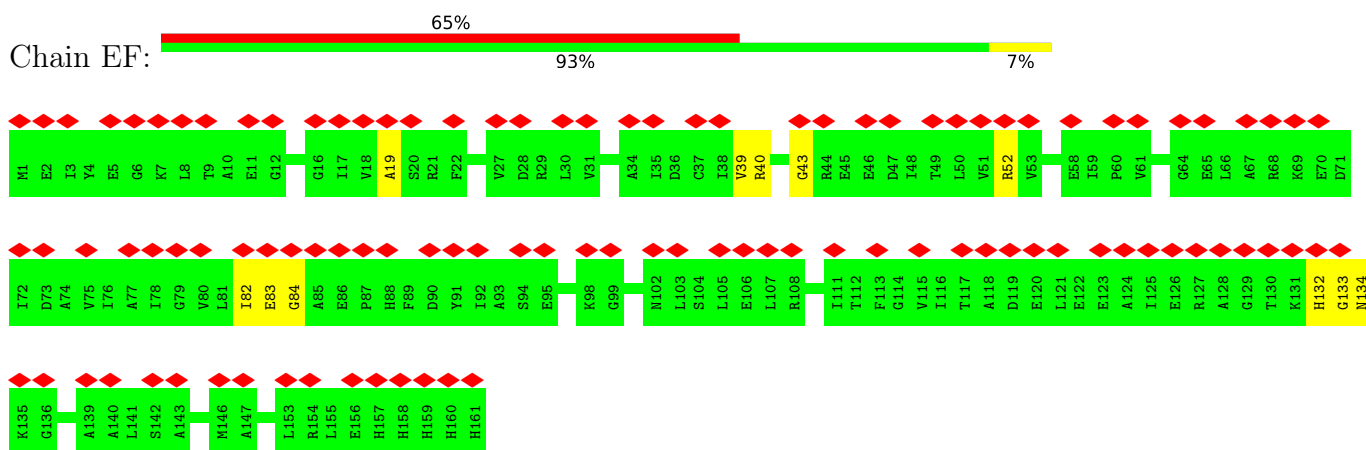 65%
Chain EF:
93% 7%
M1 E2 I3 Y4 E5 G6 K7 L8 T9 A10 E11 G12 G16 I17 V18 A19 S20 R21 F22 V27 D28 R29 L30 V31 A34 I35 D36 C37 I38 V39 R40 G43 R44 E45 E46 D47 I48 T49 L50 V51 R52 V53 E58 I59 P60 V61 G64 E65 L66 A67 R68 K69 E70 D71
I72 D73 A74 V75 I76 A77 I78 G79 V80 L81 I82 E83 G84 A85 E86 P87 H88 F89 D90 Y91 I92 A93 S94 E95 K98 G99 N102 L103 S104 L105 E106 L107 R108 I111 T112 F113 G114 V115 I116 T117 A118 D119 E120 L121 E122 E123 A124 I125 E126 R127 A128 G129 T130 K131 H132 G133 N134
K135 G136 A139 A140 L141 S142 A143 M146 A147 L153 R154 L155 E156 H157 H158 H159 H160 H161